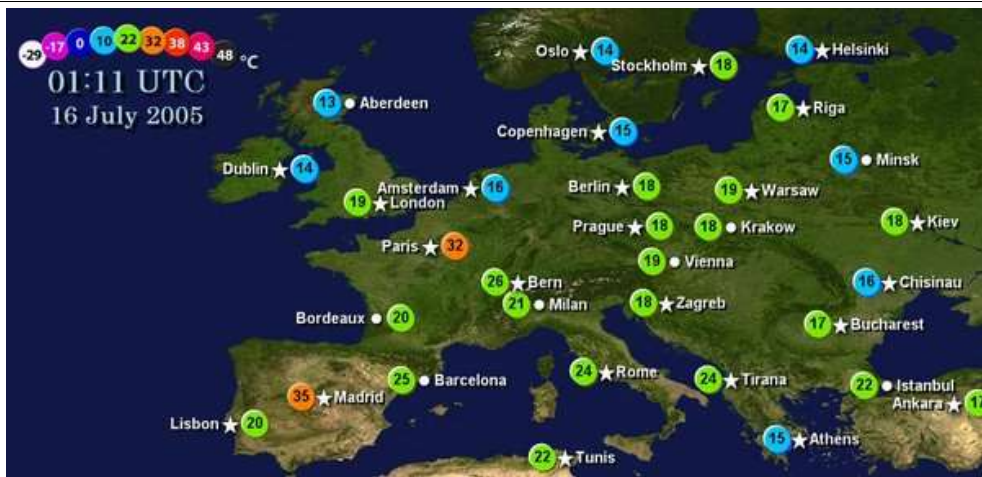 -29 -17 0 10 22 32 38 43 48 °C
01:11 UTC
16 July 2005
Oslo 14
14 Helsinki
Stockholm 18
13 Aberdeen
17 Riga
Copenhagen 15
15 Minsk
Dublin 14
Amsterdam 16
Berlin 18
19 Warsaw
19 London
18 Kiev
Prague 18
18 Krakow
Paris 32
19 Vienna
26 Bern
16 Chisinau
21 Milan
18 Zagreb
Bordeaux 20
17 Bucharest
24 Rome
24 Tirana
25 Barcelona
22 Istanbul
35 Madrid
Ankara 17
Lisbon 20
15 Athens
22 Tunis